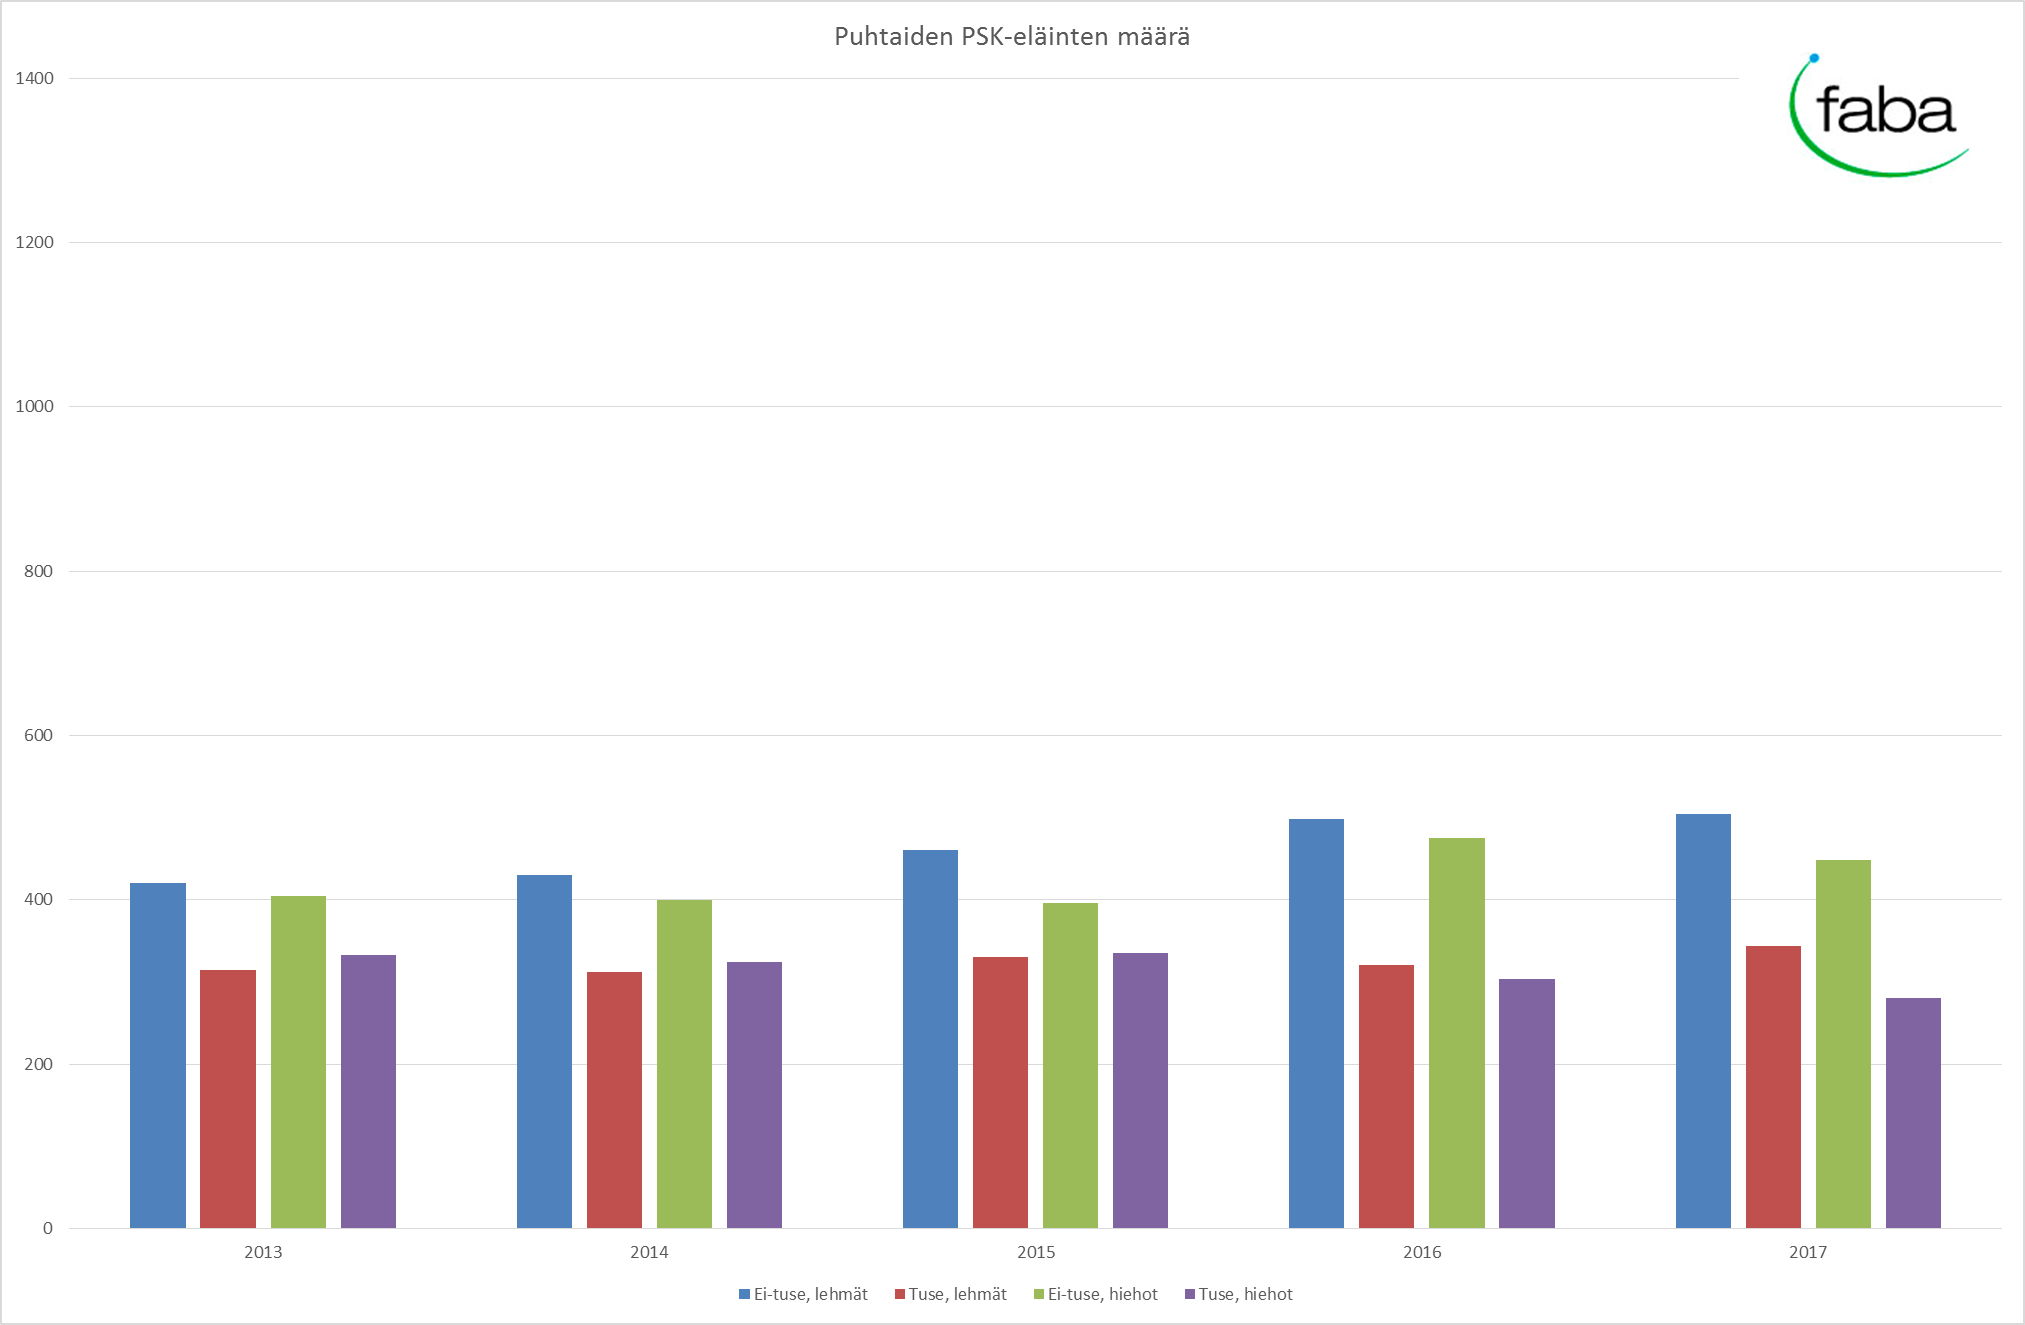 Puhtaiden PSK-eläinten määrä
faba
1400
1200
1000
800
600
400
200
0
2013 2014 2015 2016 2017
Ei-tuse, lehmät Tuse, lehmät Ei-tuse, hiehot Tuse, hiehot